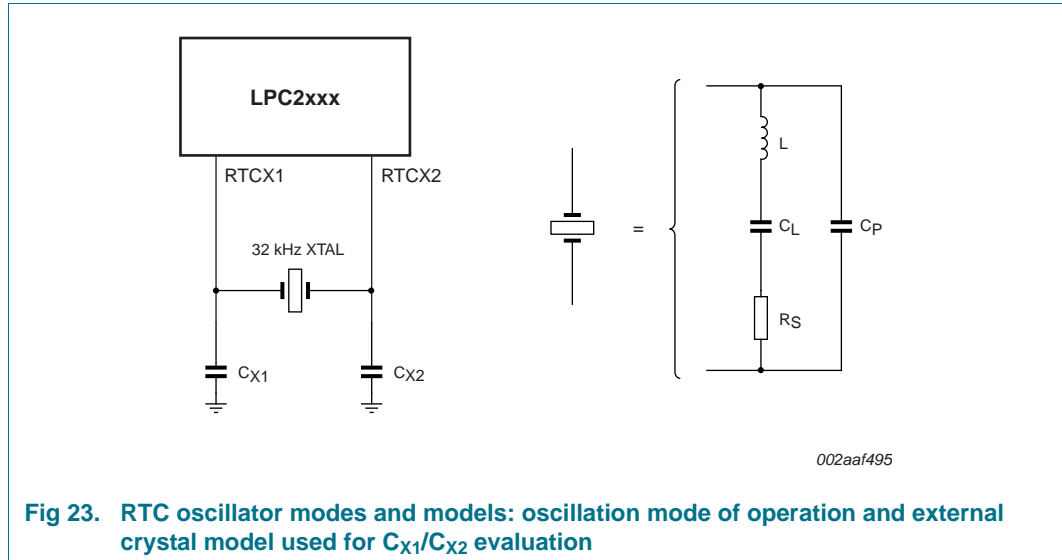 LPC2xxx
RTCX1
RTCX2
32 kHz XTAL
CX1
CX2
=
L
CL
CP
RS
002aaf495
Fig 23. RTC oscillator modes and models: oscillation mode of operation and external
crystal model used for CX1/CX2 evaluation